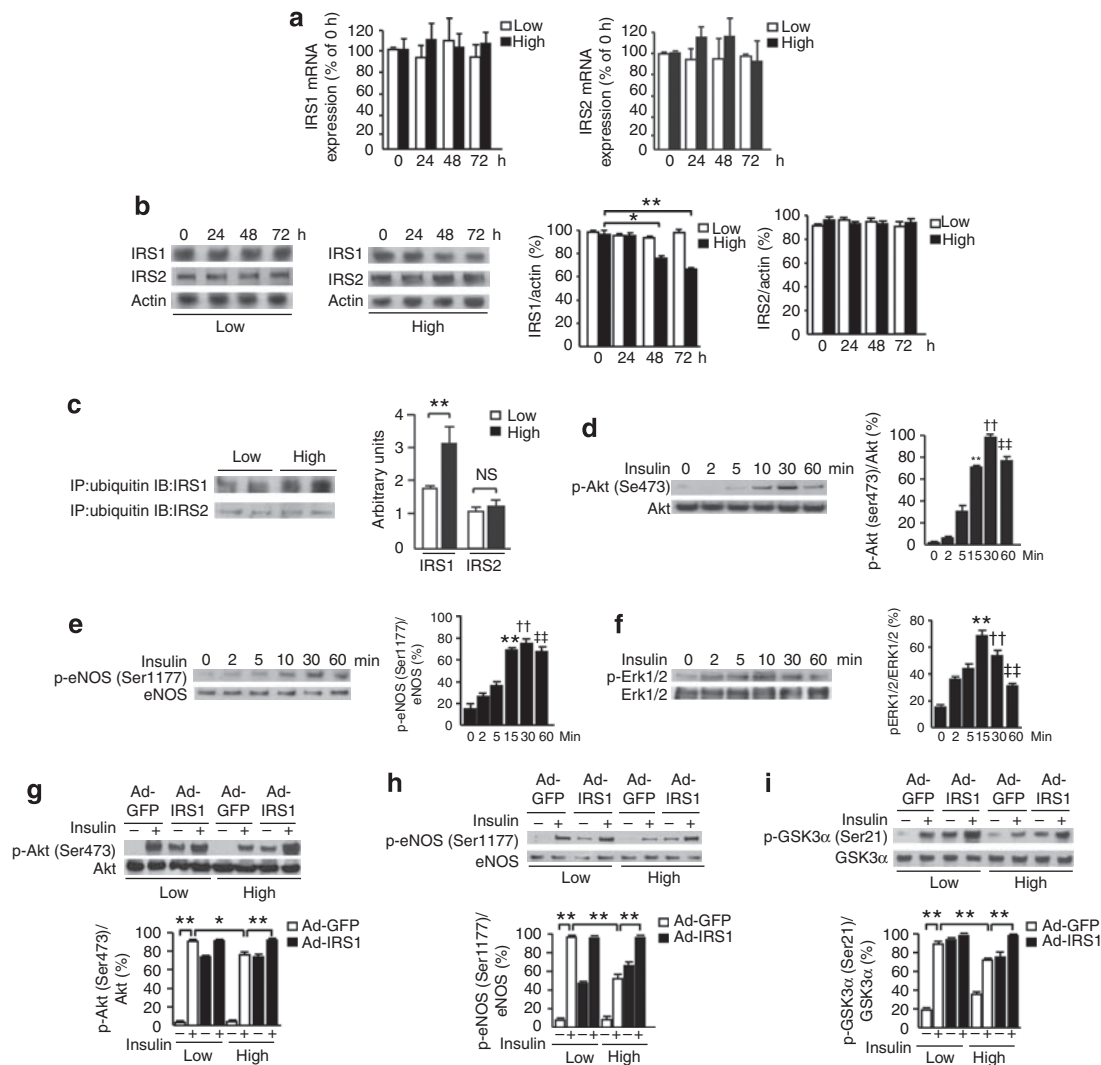 a
IRS1 mRNA
expression (% of 0 h)
120
100
80
60
40
20
0
0 24 48 72 h
Low
High
IRS2 mRNA
expression (% of 0 h)
120
100
80
60
40
20
0
0 24 48 72 h
Low
High
b
0 24 48 72 h
IRS1
IRS2
Actin
Low
0 24 48 72 h
IRS1
IRS2
Actin
High
IRS1/actin (%)
100
80
60
40
20
0
* **
0 24 48 72 h
Low
High
IRS2/actin (%)
100
80
60
40
20
0
0 24 48 72 h
Low
High
c
Low High
IP:ubiquitin IB:IRS1
IP:ubiquitin IB:IRS2
Arbitrary units
4
3
2
1
0
** NS
Low
High
IRS1 IRS2
d
Insulin 0 2 5 10 30 60 min
p-Akt (Se473)
Akt
p-Akt (ser473)/Akt (%)
100
80
60
40
20
0
** †† ‡‡
0 2 5 15 30 60 Min
e
Insulin 0 2 5 10 30 60 min
p-eNOS (Ser1177)
eNOS
p-eNOS (Ser1177)/
eNOS (%)
100
80
60
40
20
0
** †† ‡‡
0 2 5 15 30 60 Min
f
Insulin 0 2 5 10 30 60 min
p-Erk1/2
Erk1/2
pERK1/2/ERK1/2 (%)
80
60
40
20
0
** †† ‡‡
0 2 5 15 30 60 Min
g
Ad-GFP Ad-IRS1 Ad-GFP Ad-IRS1
Insulin – + – + – + – +
p-Akt (Ser473)
Akt
Low High
p-Akt (Ser473)/
Akt (%)
100
80
60
40
20
0
** * **
Ad-GFP
Ad-IRS1
Insulin – + – + – + – +
Low High
h
Ad-GFP Ad-IRS1 Ad-GFP Ad-IRS1
Insulin – + – + – + – +
p-eNOS (Ser1177)
eNOS
Low High
p-eNOS (Ser1177)/
eNOS (%)
100
80
60
40
20
0
** ** **
Ad-GFP
Ad-IRS1
Insulin – + – + – + – +
Low High
i
Ad-GFP Ad-IRS1 Ad-GFP Ad-IRS1
Insulin – + – + – + – +
p-GSK3α (Ser21)
GSK3α
Low High
p-GSK3α (Ser21)/
GSK3α (%)
100
80
60
40
20
0
** ** **
Ad-GFP
Ad-IRS1
Insulin – + – + – + – +
Low High